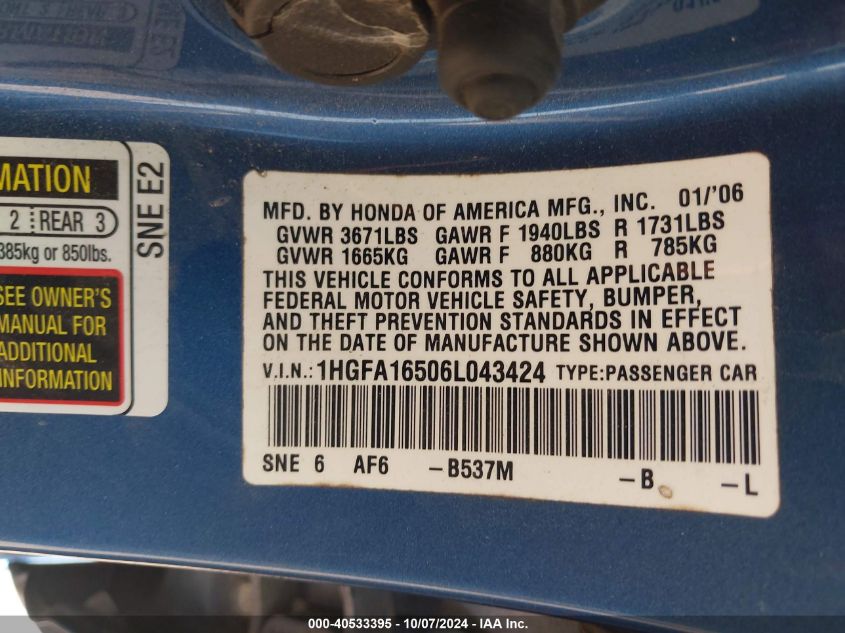 MATION
2 REAR 3
385kg or 850lbs.
SEE OWNER'S
MANUAL FOR
ADDITIONAL
INFORMATION
SNE E2
MFD. BY HONDA OF AMERICA MFG., INC. 01/'06
GVWR 3671LBS GAWR F 1940LBS R 1731LBS
GVWR 1665KG GAWR F 880KG R 785KG
THIS VEHICLE CONFORMS TO ALL APPLICABLE
FEDERAL MOTOR VEHICLE SAFETY, BUMPER,
AND THEFT PREVENTION STANDARDS IN EFFECT
ON THE DATE OF MANUFACTURE SHOWN ABOVE.
V.I.N.: 1HGFA16506L043424 TYPE:PASSENGER CAR
SNE 6 AF6 -B537M -B -L
000-40533395 - 10/07/2024 - IAA Inc.